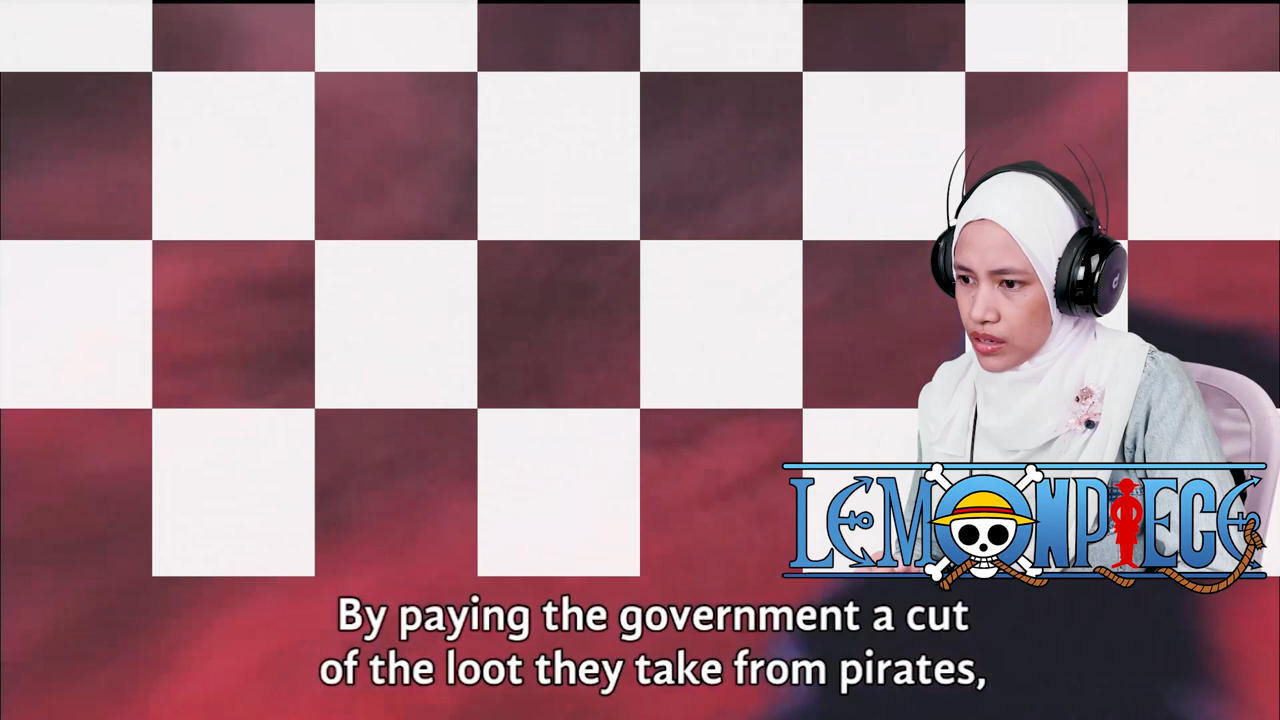 LEMONPIECE
By paying the government a cut
of the loot they take from pirates,